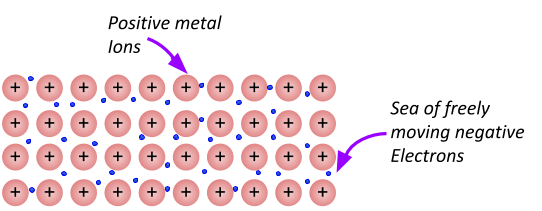 Positive metal
Ions
+ + + + + + + + + +
Sea of freely
moving negative
Electrons
+ + + + + + + + + +
+ + + + + + + + + +
+ + + + + + + + + +